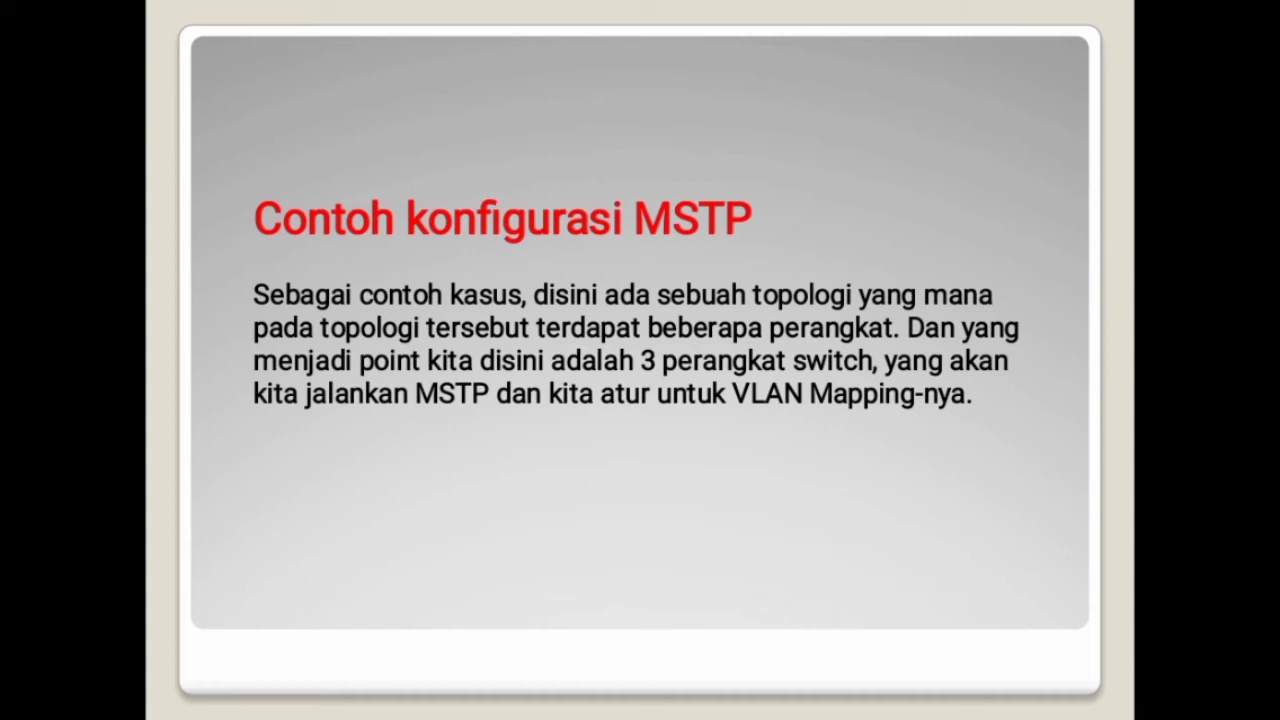 Contoh konfigurasi MSTP
Sebagai contoh kasus, disini ada sebuah topologi yang mana
pada topologi tersebut terdapat beberapa perangkat. Dan yang
menjadi point kita disini adalah 3 perangkat switch, yang akan
kita jalankan MSTP dan kita atur untuk VLAN Mapping-nya.